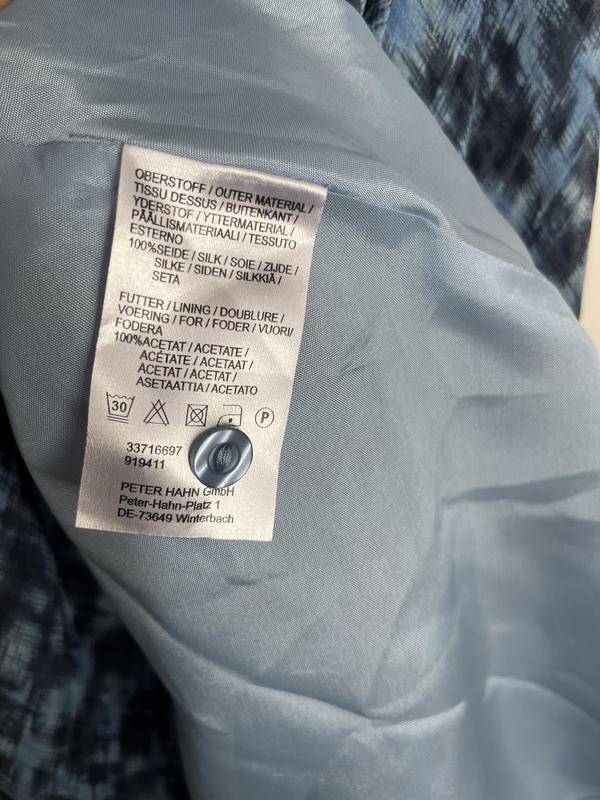 OBERSTOFF / OUTER MATERIAL /
TISSU DESSUS / BUITENKANT /
YDERSTOF / YTTERMATERIAL /
PÄÄLLISMATERIAALI / TESSUTO
ESTERNO
100%SEIDE / SILK / SOIE / ZIJDE /
SILKE / SIDEN / SILKKIÄ /
SETA
FUTTER / LINING / DOUBLURE /
VOERING / FOR / FODER / VUORI/
FODERA
100%ACETAT / ACETATE /
ACÉTATE / ACETAAT /
ACETAT / ACETAT /
ASETAATTIA / ACETATO
30 P
33716697
919411
PETER HAHN GmbH
Peter-Hahn-Platz 1
DE-73649 Winterbach